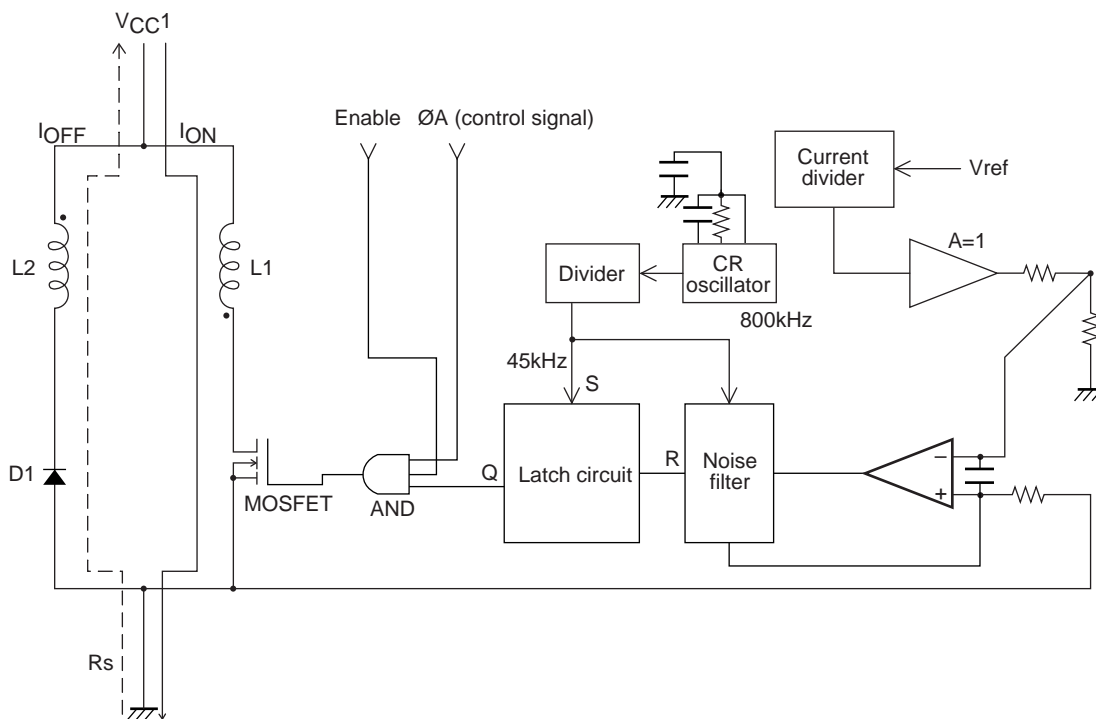 VCC1
IOFF
ION
Enable
ØA (control signal)
Current
divider
Vref
A=1
L2
L1
Divider
CR
oscillator
800kHz
45kHz
S
D1
MOSFET
AND
Q
Latch circuit
R
Noise
filter
−
+
Rs